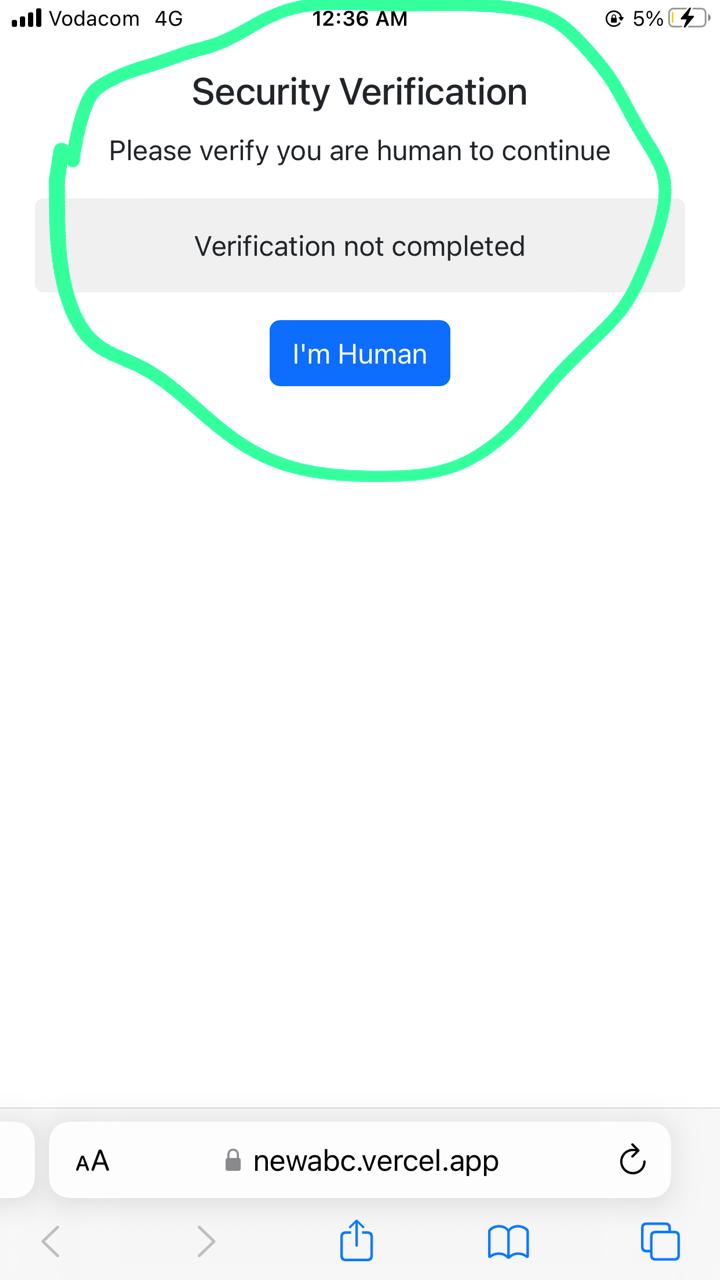 Vodacom 4G 12:36 AM 5%
Security Verification
Please verify you are human to continue
Verification not completed
I'm Human
AA newabc.vercel.app